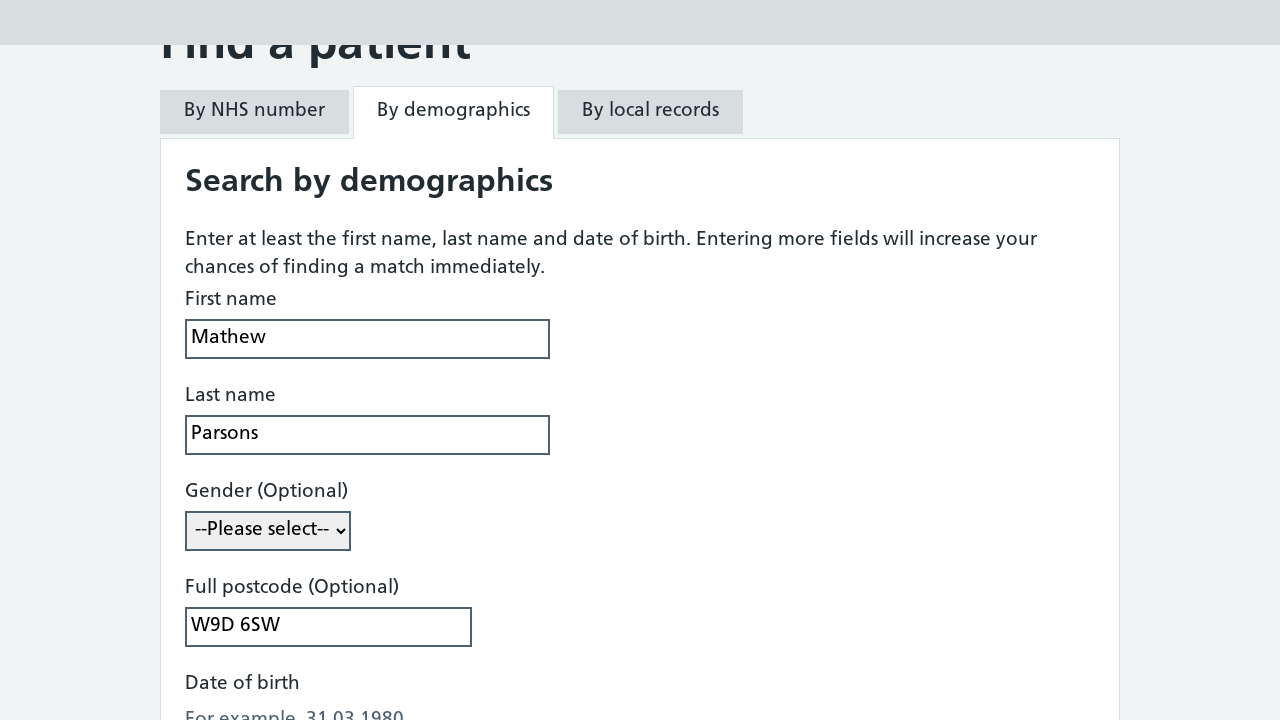 Find a patient
By NHS number
By demographics
By local records
Search by demographics
Enter at least the first name, last name and date of birth. Entering more fields will increase your
chances of finding a match immediately.
First name
Mathew
Last name
Parsons
Gender (Optional)
--Please select--
Full postcode (Optional)
W9D 6SW
Date of birth
For example, 31 03 1980